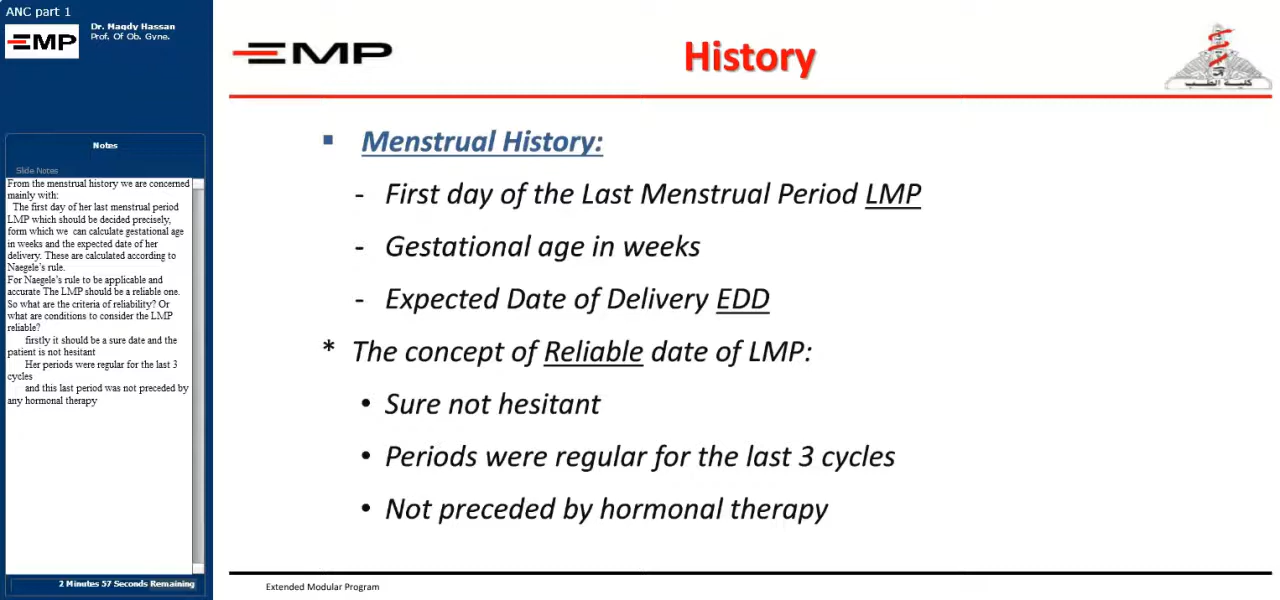 ANC part 1
EMP
Dr. Maqdy Hassan
Prof. Of Ob. Gyne.
Notes
Slide Notes
From the menstrual history we are concerned
mainly with:
The first day of her last menstrual period
LMP which should be decided precisely,
form which we can calculate gestational age
in weeks and the expected date of her
delivery. These are calculated according to
Naegele's rule.
For Naegele's rule to be applicable and
accurate The LMP should be a reliable one.
So what are the criteria of reliability? Or
what are conditions to consider the LMP
reliable?
firstly it should be a sure date and the
patient is not hesitant
Her periods were regular for the last 3
cycles
and this last period was not preceded by
any hormonal therapy
2 Minutes 57 Seconds Remaining
EMP
History
كلية الطب
▪ Menstrual History:
- First day of the Last Menstrual Period LMP
- Gestational age in weeks
- Expected Date of Delivery EDD
* The concept of Reliable date of LMP:
• Sure not hesitant
• Periods were regular for the last 3 cycles
• Not preceded by hormonal therapy
Extended Modular Program